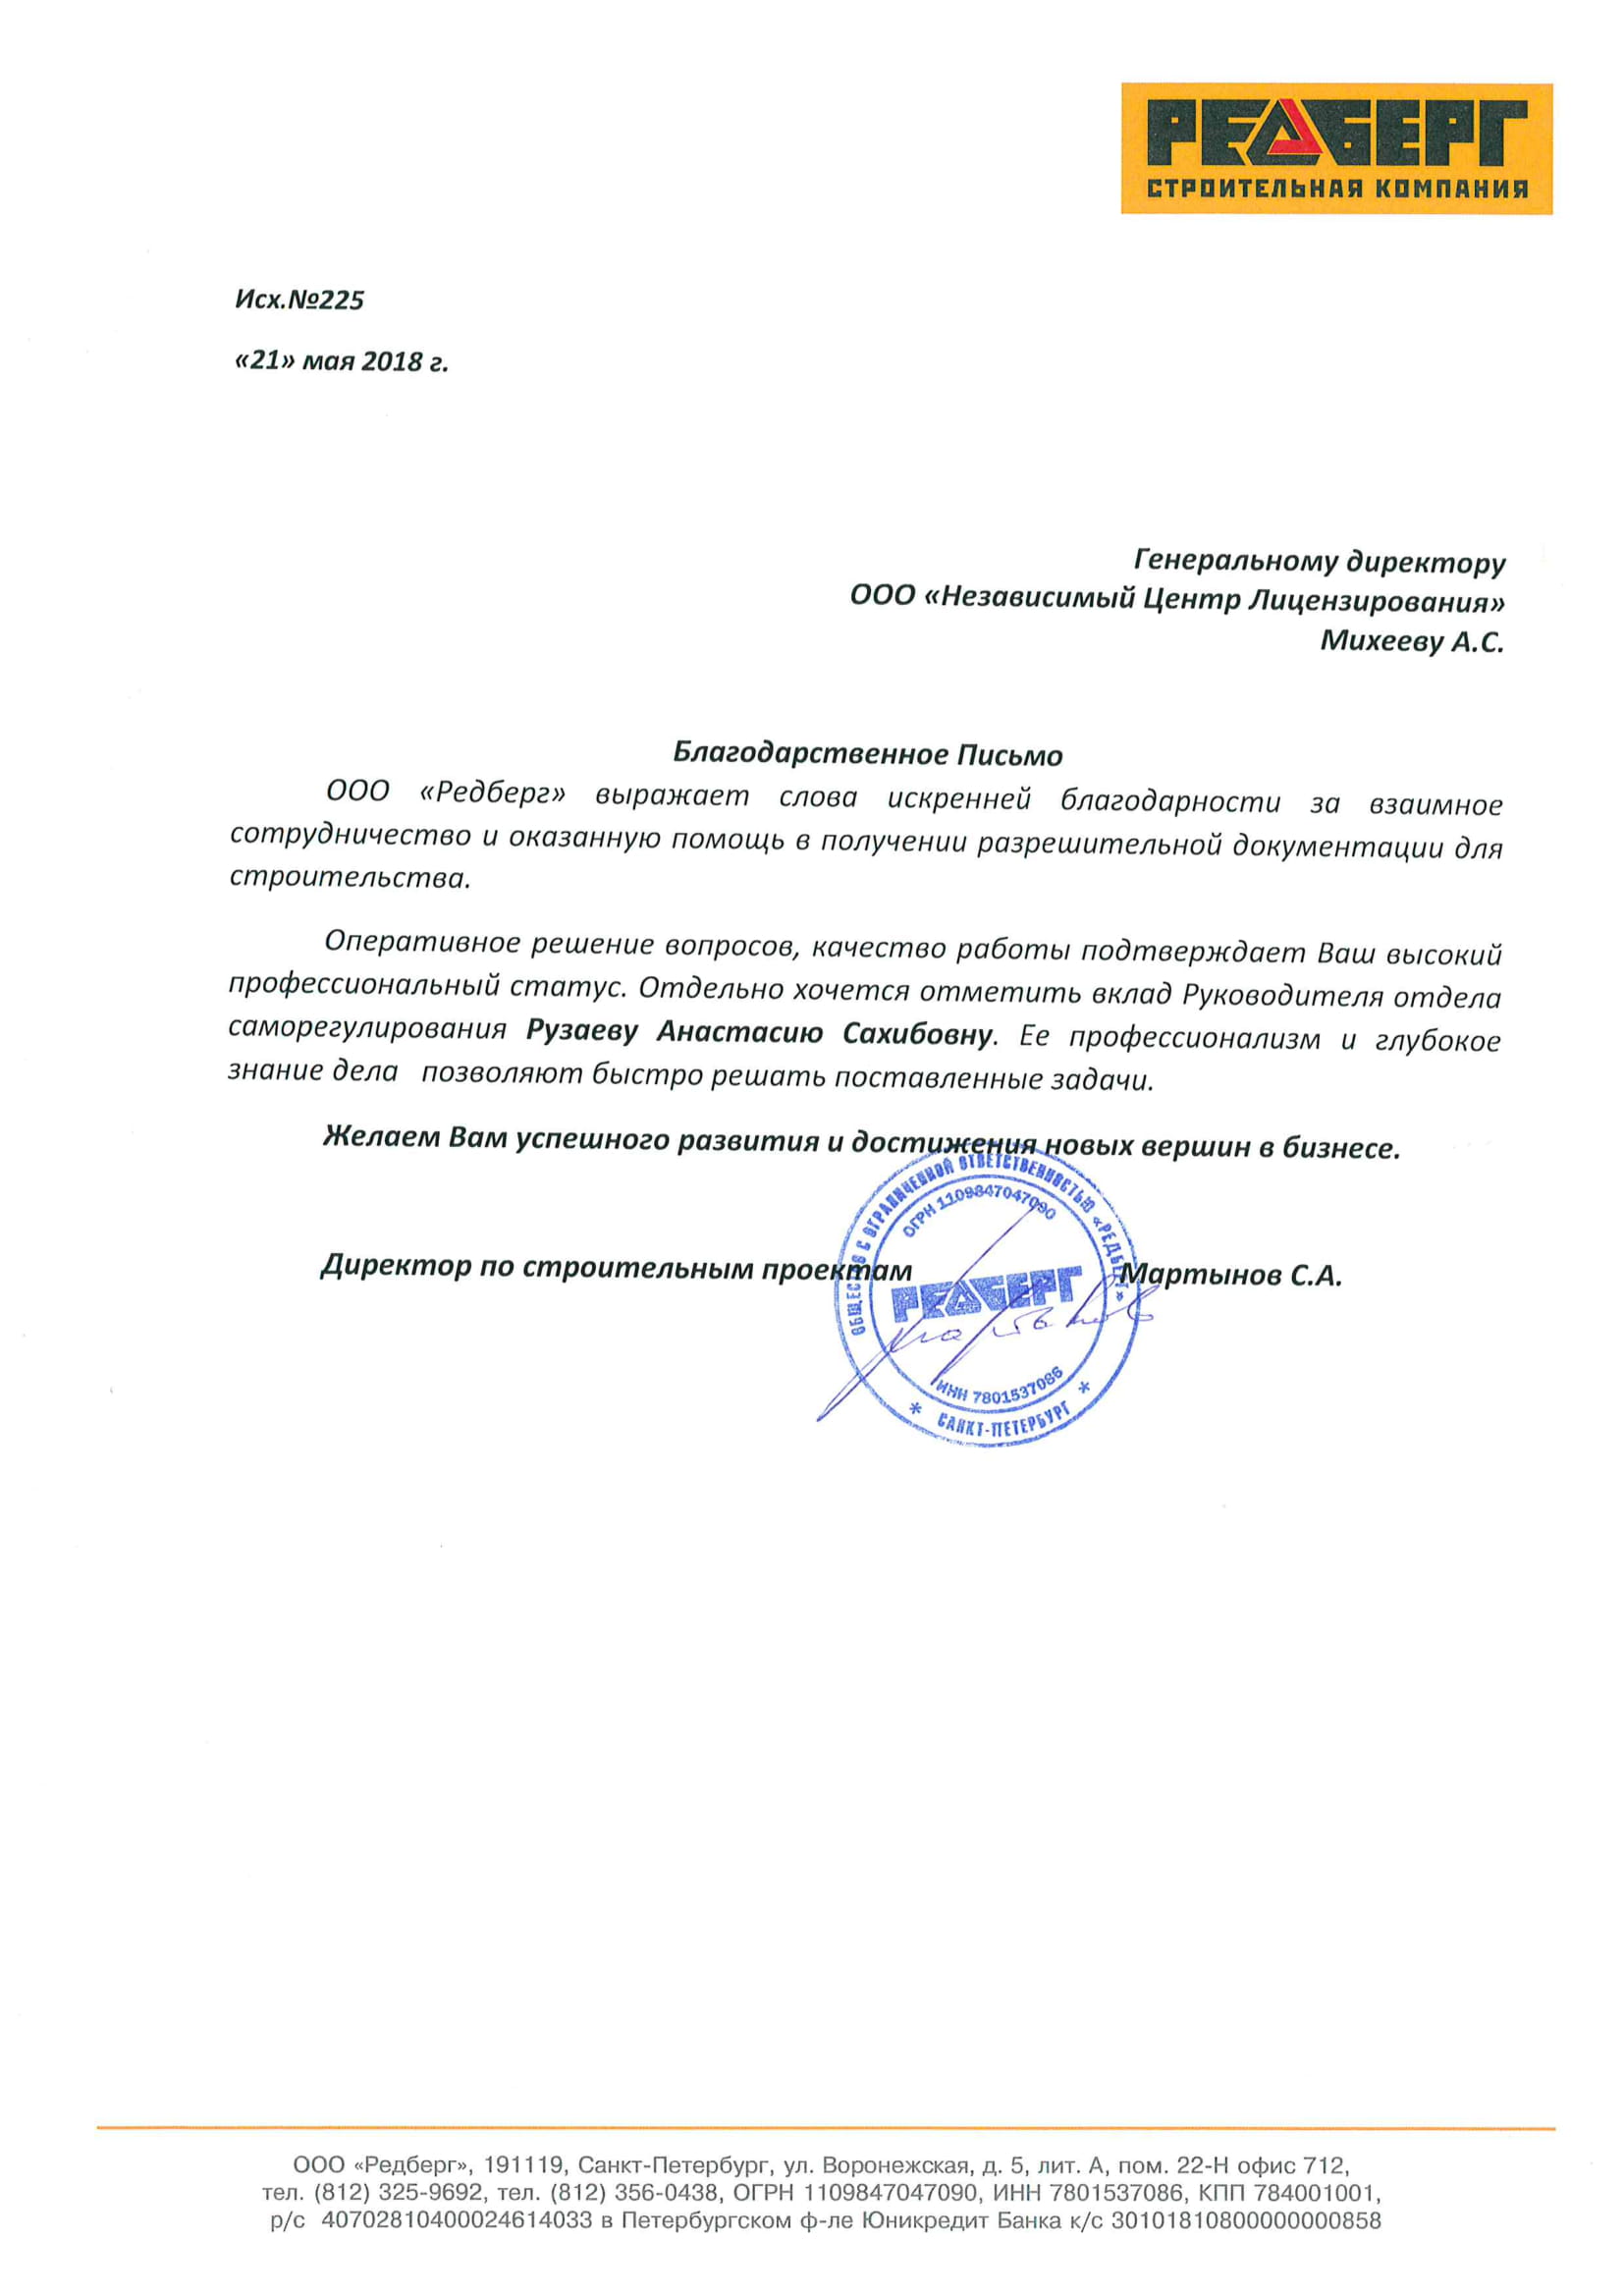 РЕДБЕРГ
СТРОИТЕЛЬНАЯ КОМПАНИЯ
Исх.№225
«21» мая 2018 г.
Генеральному директору
ООО «Независимый Центр Лицензирования»
Михееву А.С.
Благодарственное Письмо
ООО «Редберг» выражает слова искренней благодарности за взаимное
сотрудничество и оказанную помощь в получении разрешительной документации для
строительства.
Оперативное решение вопросов, качество работы подтверждает Ваш высокий
профессиональный статус. Отдельно хочется отметить вклад Руководителя отдела
саморегулирования Рузаеву Анастасию Сахибовну. Ее профессионализм и глубокое
знание дела позволяют быстро решать поставленные задачи.
Желаем Вам успешного развития и достижения новых вершин в бизнесе.
Директор по строительным проектам Мартынов С.А.
ОБЩЕСТВО С ОГРАНИЧЕННОЙ ОТВЕТСТВЕННОСТЬЮ «РЕДБЕРГ»
ОГРН 1109847047090
РЕДБЕРГ
Мартынов
ИНН 7801537086
* САНКТ-ПЕТЕРБУРГ *
ООО «Редберг», 191119, Санкт-Петербург, ул. Воронежская, д. 5, лит. А, пом. 22-Н офис 712,
тел. (812) 325-9692, тел. (812) 356-0438, ОГРН 1109847047090, ИНН 7801537086, КПП 784001001,
р/с 40702810400024614033 в Петербургском ф-ле Юникредит Банка к/с 30101810800000000858